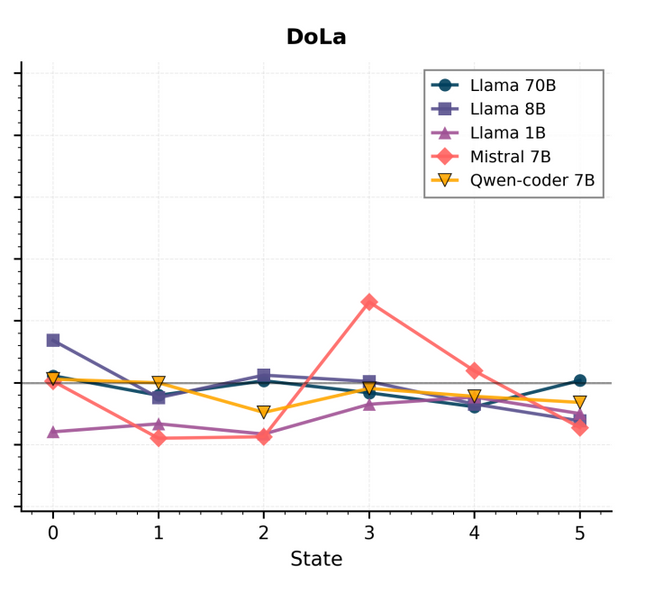 DoLa
Llama 70B
Llama 8B
Llama 1B
Mistral 7B
Qwen-coder 7B
0 1 2 3 4 5
State